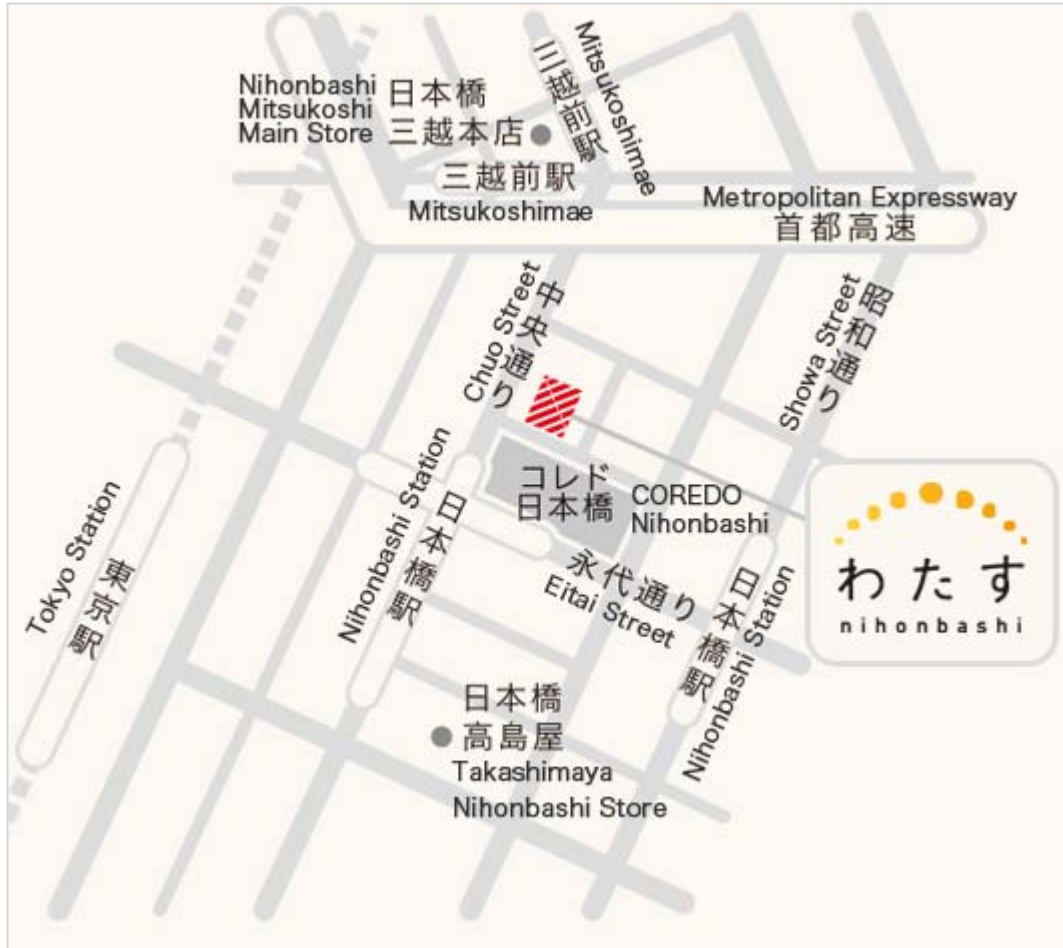 Nihonbashi
Mitsukoshi
Main Store
日本橋
三越本店
三越前駅
Mitsukoshimae
三越前駅
Mitsukoshimae
Metropolitan Expressway
首都高速
Chuo Street
中央通り
Showa Street
昭和通り
コレド
日本橋
COREDO
Nihonbashi
Tokyo Station
東京駅
Nihonbashi Station
日本橋駅
永代通り
Eitai Street
日本橋駅
Nihonbashi Station
わたす
nihonbashi
日本橋
高島屋
Takashimaya
Nihonbashi Store